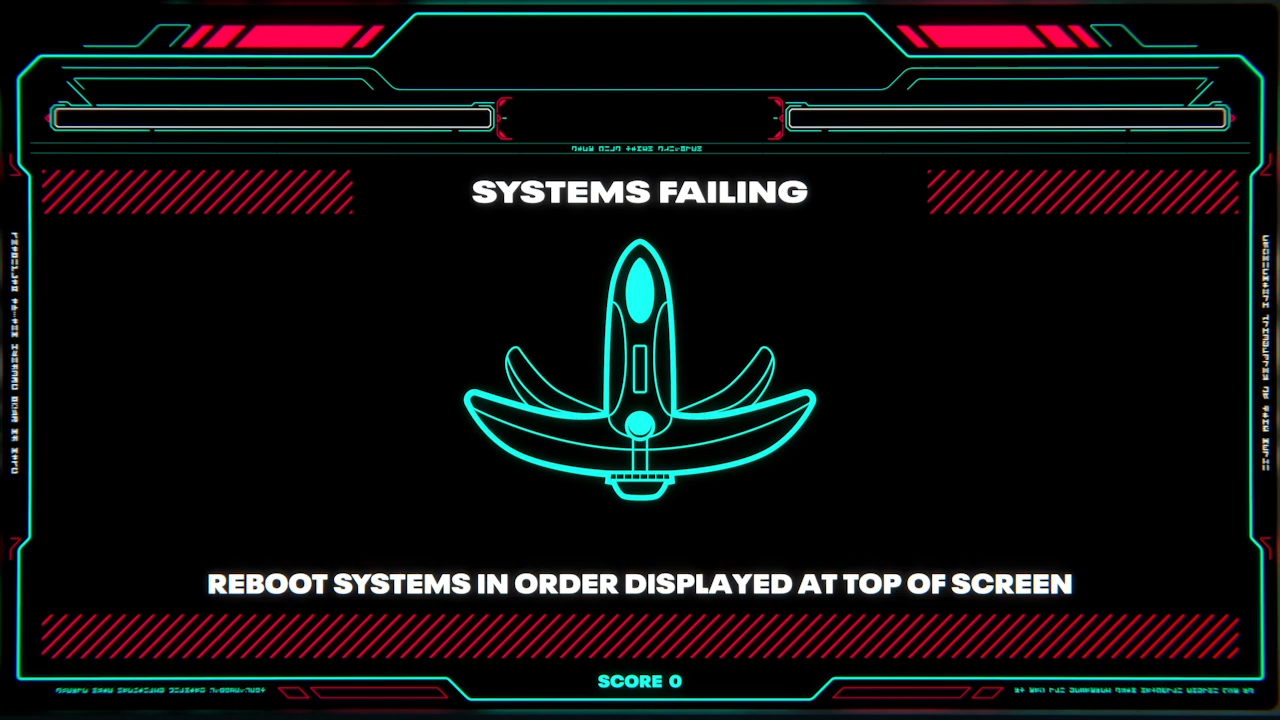 SYSTEMS FAILING
REBOOT SYSTEMS IN ORDER DISPLAYED AT TOP OF SCREEN
SCORE 0